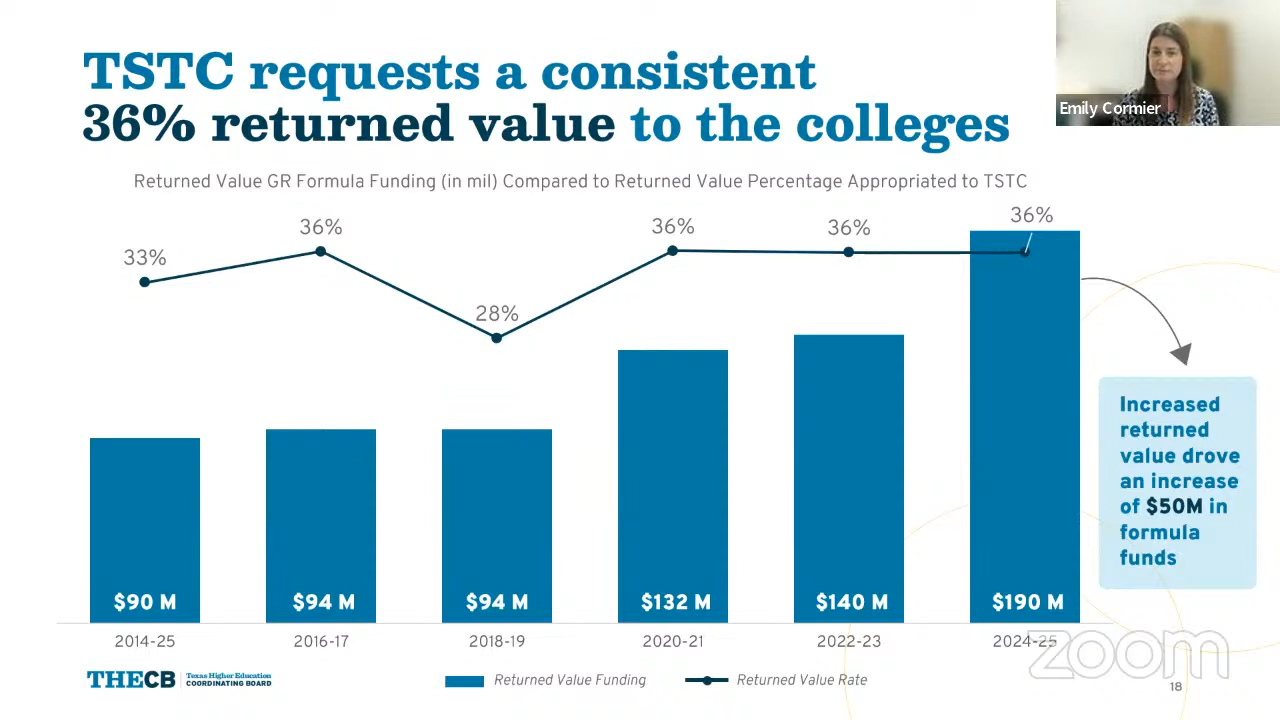 TSTC requests a consistent
36% returned value to the colleges
Emily Cormier
Returned Value GR Formula Funding (in mil) Compared to Returned Value Percentage Appropriated to TSTC
33%
36%
28%
36%
36%
36%
Increased
returned
value drove
an increase
of $50M in
formula
funds
$90 M
$94 M
$94 M
$132 M
$140 M
$190 M
2014-25
2016-17
2018-19
2020-21
2022-23
2024-25
zoom
THECB
Texas Higher Education
COORDINATING BOARD
Returned Value Funding
Returned Value Rate
18